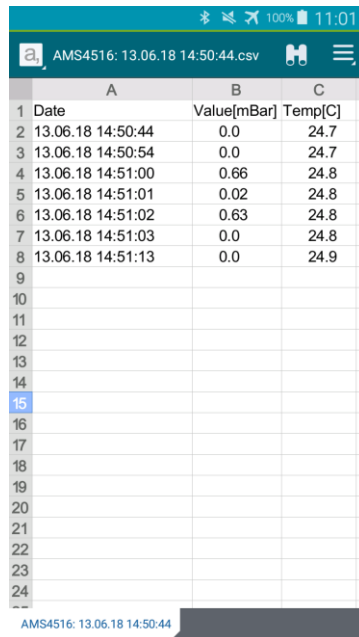 100% 11:01
a, AMS4516: 13.06.18 14:50:44.csv
A B C
1 Date Value[mBar] Temp[C]
2 13.06.18 14:50:44 0.0 24.7
3 13.06.18 14:50:54 0.0 24.7
4 13.06.18 14:51:00 0.66 24.8
5 13.06.18 14:51:01 0.02 24.8
6 13.06.18 14:51:02 0.63 24.8
7 13.06.18 14:51:03 0.0 24.8
8 13.06.18 14:51:13 0.0 24.9
9
10
11
12
13
14
15
16
17
18
19
20
21
22
23
24
AMS4516: 13.06.18 14:50:44